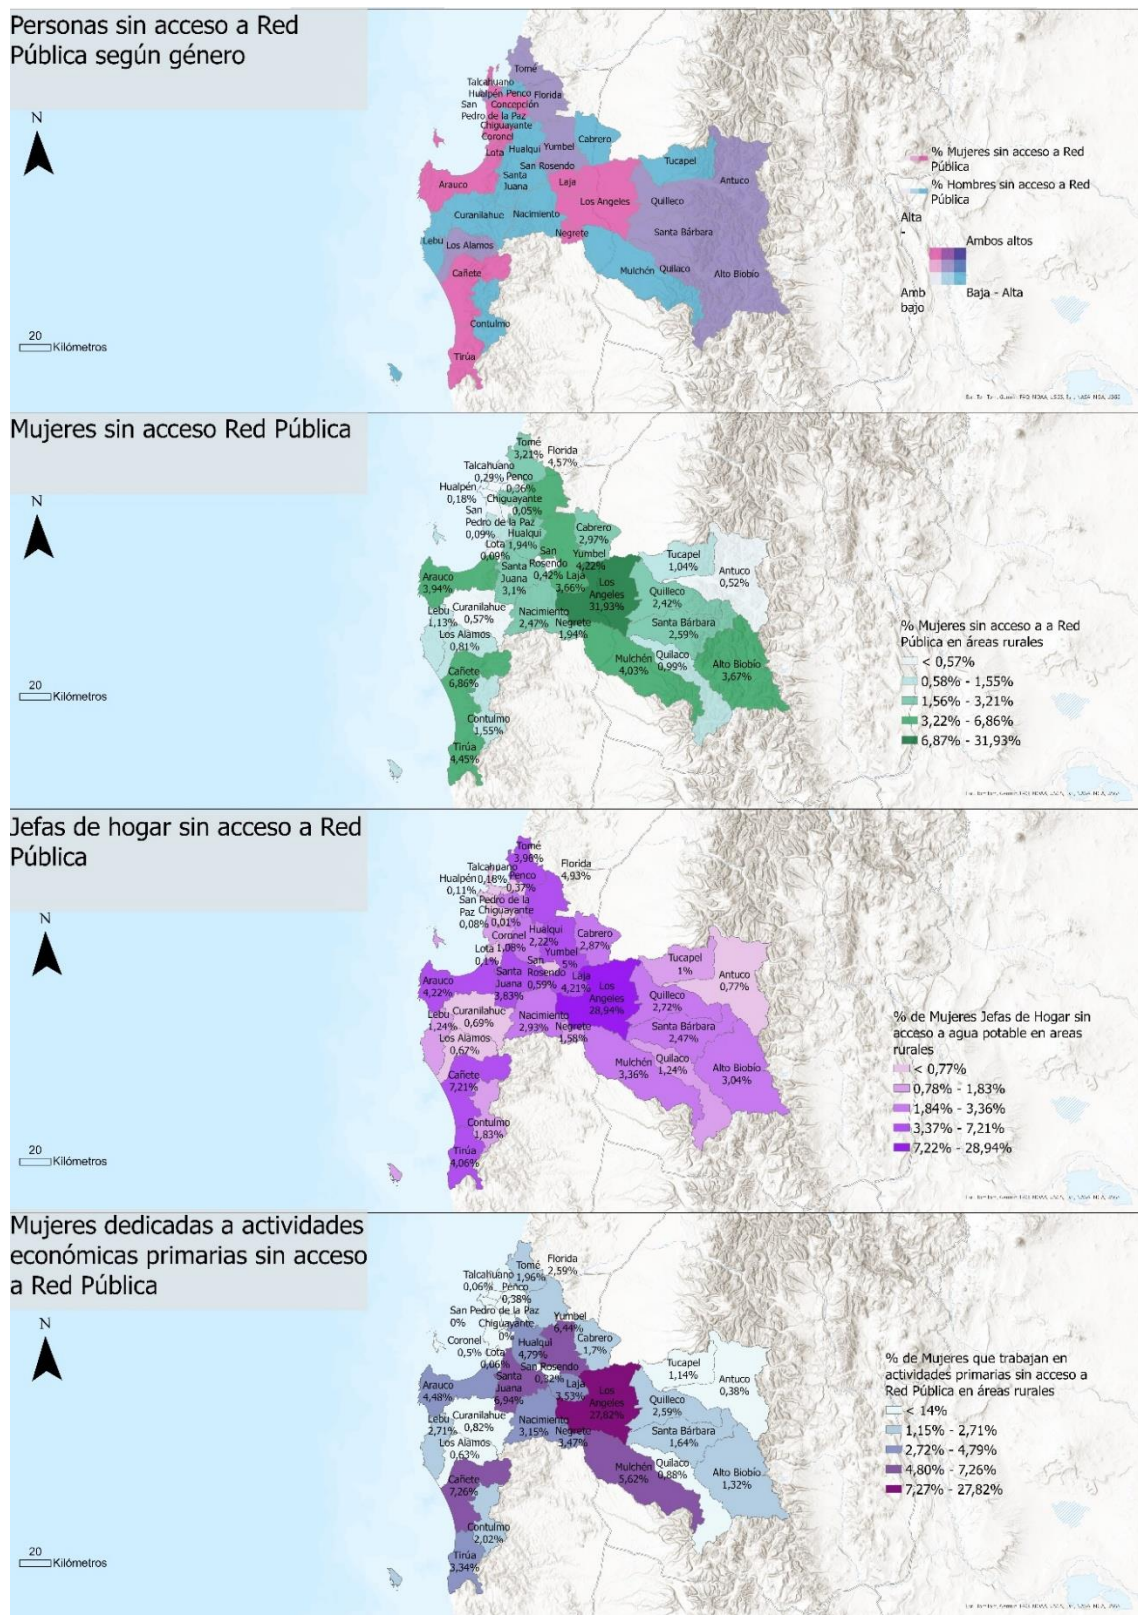 Personas sin acceso a Red
Pública según género
N
20
Kilómetros
Tomé
Talcahuano
Hualpén Penco Florida
San Concepción
Pedro de la Paz
Chiguayante
Coronel
Lota Hualqui Yumbel Cabrero
San Rosendo
Santa
Juana
Arauco
Laja
Los Angeles
Tucapel
Antuco
Quilleco
Curanilahue Nacimiento
Negrete
Santa Bárbara
Lebu
Los Alamos
Cañete
Mulchén Quilaco Alto Biobío
Contulmo
Tirúa
% Mujeres sin acceso a Red
Pública
% Hombres sin acceso a Red
Pública
Alta
-
Ambos altos
Amb
bajo
Baja - Alta
Mujeres sin acceso Red Pública
N
20
Kilómetros
Tomé
3,21%
Florida
4,57%
Talcahuano
0,29%
Penco
0,36%
Hualpén
0,18%
Chiguayante
0,05%
San
Pedro de la Paz
0,09%
Hualqui
1,94%
Lota
0,09%
Cabrero
2,97%
San
Rosendo
0,42%
Yumbel
4,22%
Tucapel
1,04%
Antuco
0,52%
Arauco
3,94%
Santa
Juana
3,1%
Laja
3,66%
Los
Angeles
31,93%
Quilleco
2,42%
Lebu
1,13%
Curanilahue
0,57%
Nacimiento
2,47%
Negrete
1,94%
Santa Bárbara
2,59%
Los Alamos
0,81%
Cañete
6,86%
Mulchén
4,03%
Quilaco
0,99%
Alto Biobío
3,67%
Contulmo
1,55%
Tirúa
4,45%
% Mujeres sin acceso a a Red
Pública en áreas rurales
< 0,57%
0,58% - 1,55%
1,56% - 3,21%
3,22% - 6,86%
6,87% - 31,93%
Jefas de hogar sin acceso a Red
Pública
N
20
Kilómetros
Tomé
3,98%
Florida
4,93%
Talcahuano
0,18%
Penco
0,37%
Hualpén
0,11%
San Pedro de la
Paz
0,08%
Chiguayante
0,01%
Coronel
1,08%
Hualqui
2,22%
Cabrero
2,87%
Lota
0,1%
Yumbel
5%
San
Rosendo
0,59%
Tucapel
1%
Antuco
0,77%
Arauco
4,22%
Santa
Juana
3,83%
Laja
4,21%
Los
Angeles
28,94%
Quilleco
2,72%
Lebu
1,24%
Curanilahue
0,69%
Nacimiento
2,93%
Negrete
1,58%
Santa Bárbara
2,47%
Los Alamos
0,67%
Cañete
7,21%
Mulchén
3,36%
Quilaco
1,24%
Alto Biobío
3,04%
Contulmo
1,83%
Tirúa
4,06%
% de Mujeres Jefas de Hogar sin
acceso a agua potable en areas
rurales
< 0,77%
0,78% - 1,83%
1,84% - 3,36%
3,37% - 7,21%
7,22% - 28,94%
Mujeres dedicadas a actividades
económicas primarias sin acceso
a Red Pública
N
20
Kilómetros
Tomé
1,96%
Florida
2,59%
Talcahuano
0,06%
Penco
0,38%
San Pedro de la Paz
0%
Chiguayante
0%
Yumbel
6,44%
Coronel
0,5%
Hualqui
4,79%
Cabrero
1,7%
Lota
0,06%
San Rosendo
0,32%
Tucapel
1,14%
Antuco
0,38%
Arauco
4,48%
Santa
Juana
6,94%
Laja
3,53%
Los
Angeles
27,82%
Quilleco
2,59%
Lebu
2,71%
Curanilahue
0,82%
Nacimiento
3,15%
Negrete
3,47%
Santa Bárbara
1,64%
Los Alamos
0,63%
Cañete
7,26%
Mulchén
5,62%
Quilaco
0,88%
Alto Biobío
1,32%
Contulmo
2,02%
Tirúa
3,34%
% de Mujeres que trabajan en
actividades primarias sin acceso a
Red Pública en áreas rurales
< 14%
1,15% - 2,71%
2,72% - 4,79%
4,80% - 7,26%
7,27% - 27,82%